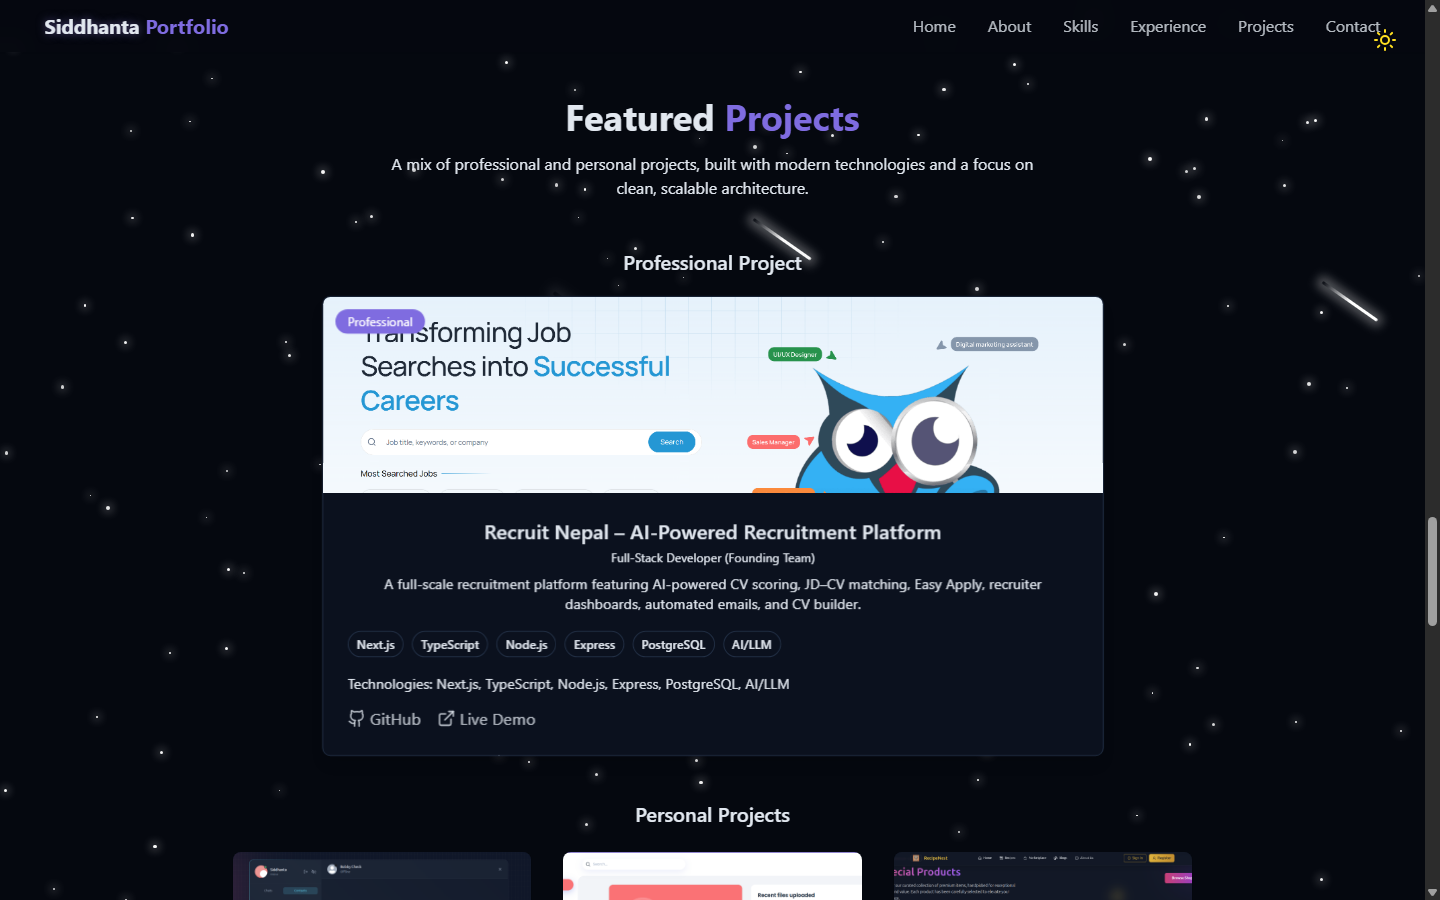 Siddhanta Portfolio
Home About Skills Experience Projects Contact
Featured Projects
A mix of professional and personal projects, built with modern technologies and a focus on
clean, scalable architecture.
Professional Project
Professional
Transforming Job
Searches into Successful
Careers
Job title, keywords, or company
Search
Most Searched Jobs
UI/UX Designer
Digital marketing assistant
Sales Manager
Recruit Nepal – AI-Powered Recruitment Platform
Full-Stack Developer (Founding Team)
A full-scale recruitment platform featuring AI-powered CV scoring, JD–CV matching, Easy Apply, recruiter
dashboards, automated emails, and CV builder.
Next.js TypeScript Node.js Express PostgreSQL AI/LLM
Technologies: Next.js, TypeScript, Node.js, Express, PostgreSQL, AI/LLM
GitHub Live Demo
Personal Projects
Siddhanta
Recent files uploaded
RecipeNest
ecial Products